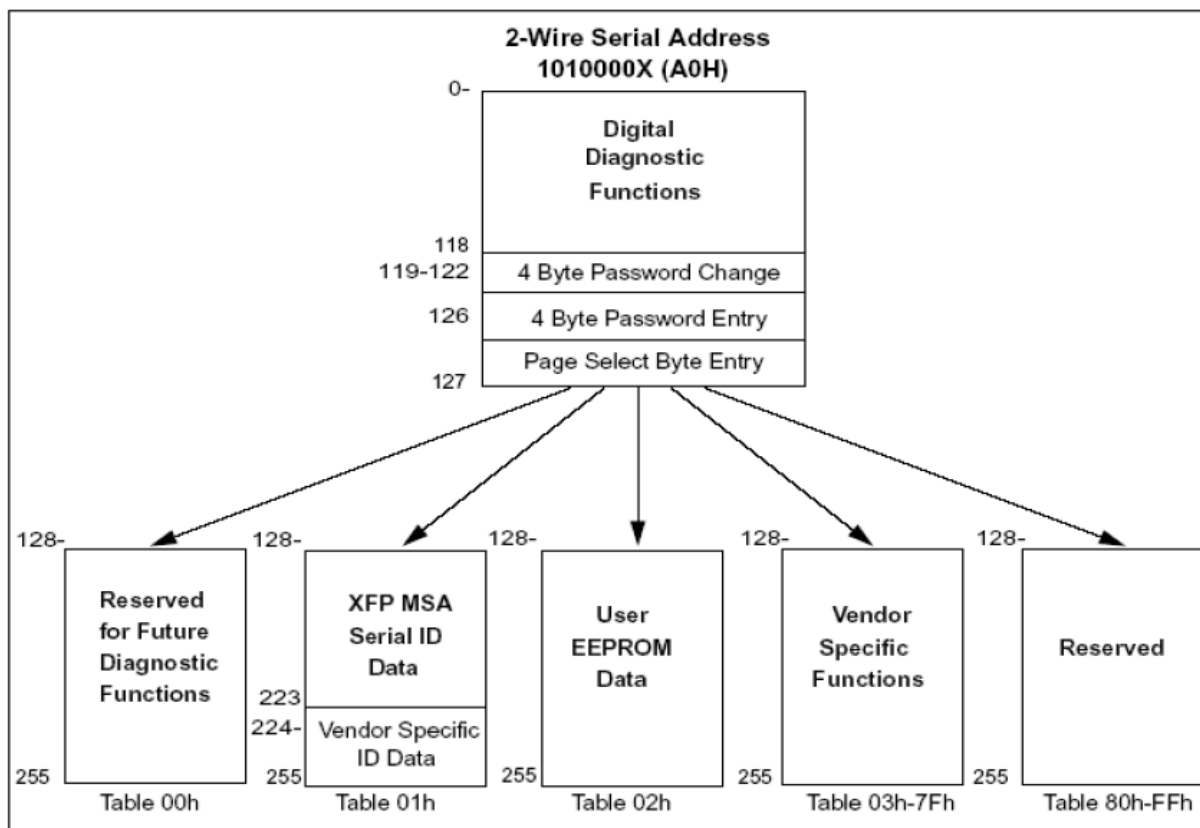 2-Wire Serial Address
1010000X (A0H)
0-
Digital
Diagnostic
Functions
118
119-122
4 Byte Password Change
126
4 Byte Password Entry
Page Select Byte Entry
127
128-
Reserved
for Future
Diagnostic
Functions
255
Table 00h
128-
XFP MSA
Serial ID
Data
223
224-
Vendor Specific
ID Data
255
Table 01h
128-
User
EEPROM
Data
255
Table 02h
128-
Vendor
Specific
Functions
255
Table 03h-7Fh
128-
Reserved
255
Table 80h-FFh